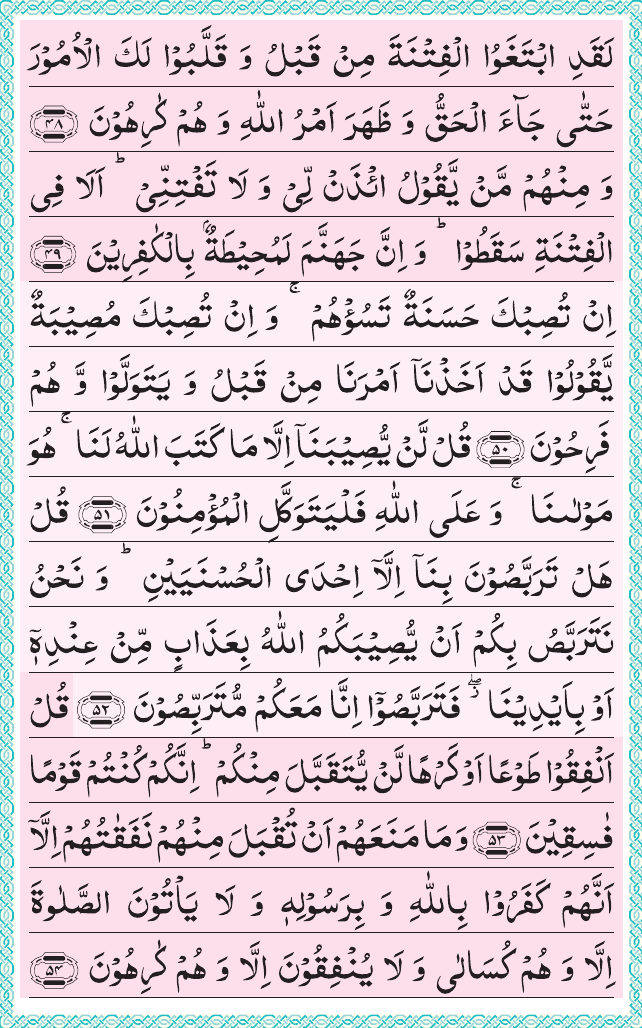 لَقَدِ ابْتَغَوُا الْفِتْنَةَ مِنْ قَبْلُ وَ قَلَّبُوْا لَكَ الْاُمُوْرَ
حَتّٰى جَآءَ الْحَقُّ وَ ظَهَرَ اَمْرُ اللّٰهِ وَ هُمْ كٰرِهُوْنَ ﴿۴۸﴾
وَ مِنْهُمْ مَّنْ يَّقُوْلُ ائْذَنْ لِّيْ وَ لَا تَفْتِنِّيْ ؕ اَلَا فِي
الْفِتْنَةِ سَقَطُوْا ؕ وَ اِنَّ جَهَنَّمَ لَمُحِيْطَةٌۢ بِالْكٰفِرِيْنَ ﴿۴۹﴾
اِنْ تُصِبْكَ حَسَنَةٌ تَسُؤْهُمْ ۚ وَ اِنْ تُصِبْكَ مُصِيْبَةٌ
يَّقُوْلُوْا قَدْ اَخَذْنَاۤ اَمْرَنَا مِنْ قَبْلُ وَ يَتَوَلَّوْا وَّ هُمْ
فَرِحُوْنَ ﴿۵۰﴾ قُلْ لَّنْ يُّصِيْبَنَاۤ اِلَّا مَا كَتَبَ اللّٰهُ لَنَا ۚ هُوَ
مَوْلٰىنَا ۚ وَ عَلَى اللّٰهِ فَلْيَتَوَكَّلِ الْمُؤْمِنُوْنَ ﴿۵۱﴾ قُلْ
هَلْ تَرَبَّصُوْنَ بِنَاۤ اِلَّاۤ اِحْدَى الْحُسْنَيَيْنِ ؕ وَ نَحْنُ
نَتَرَبَّصُ بِكُمْ اَنْ يُّصِيْبَكُمُ اللّٰهُ بِعَذَابٍ مِّنْ عِنْدِهٖۤ
اَوْ بِاَيْدِيْنَا ۖ٘ فَتَرَبَّصُوْۤا اِنَّا مَعَكُمْ مُّتَرَبِّصُوْنَ ﴿۵۲﴾ قُلْ
اَنْفِقُوْا طَوْعًا اَوْ كَرْهًا لَّنْ يُّتَقَبَّلَ مِنْكُمْ ؕ اِنَّكُمْ كُنْتُمْ قَوْمًا
فٰسِقِيْنَ ﴿۵۳﴾ وَ مَا مَنَعَهُمْ اَنْ تُقْبَلَ مِنْهُمْ نَفَقٰتُهُمْ اِلَّاۤ
اَنَّهُمْ كَفَرُوْا بِاللّٰهِ وَ بِرَسُوْلِهٖ وَ لَا يَاْتُوْنَ الصَّلٰوةَ
اِلَّا وَ هُمْ كُسَالٰى وَ لَا يُنْفِقُوْنَ اِلَّا وَ هُمْ كٰرِهُوْنَ ﴿۵۴﴾